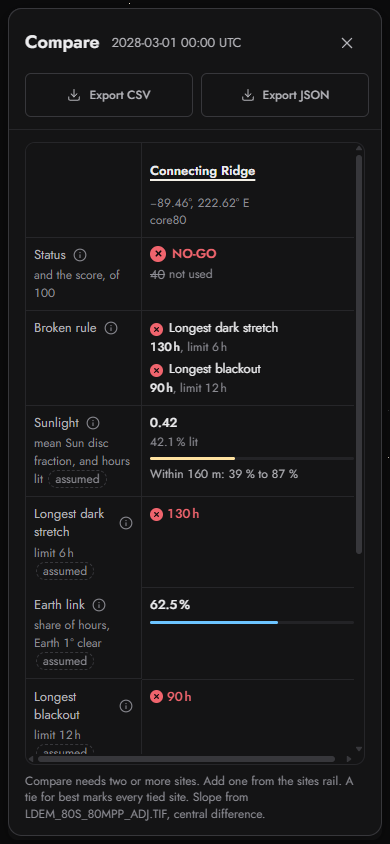 Compare 2028-03-01 00:00 UTC
Export CSV
Export JSON
Connecting Ridge
−89.46°, 222.62° E
core80
Status
and the score, of
100
NO-GO
40 not used
Broken rule
Longest dark stretch
130 h, limit 6 h
Longest blackout
90 h, limit 12 h
Sunlight
mean Sun disc
fraction, and hours
lit assumed
0.42
42.1 % lit
Within 160 m: 39 % to 87 %
Longest dark
stretch
limit 6 h
assumed
130 h
Earth link
share of hours,
Earth 1° clear
assumed
62.5 %
Longest
blackout
limit 12 h
assumed
90 h
Compare needs two or more sites. Add one from the sites rail. A
tie for best marks every tied site. Slope from
LDEM_80S_80MPP_ADJ.TIF, central difference.